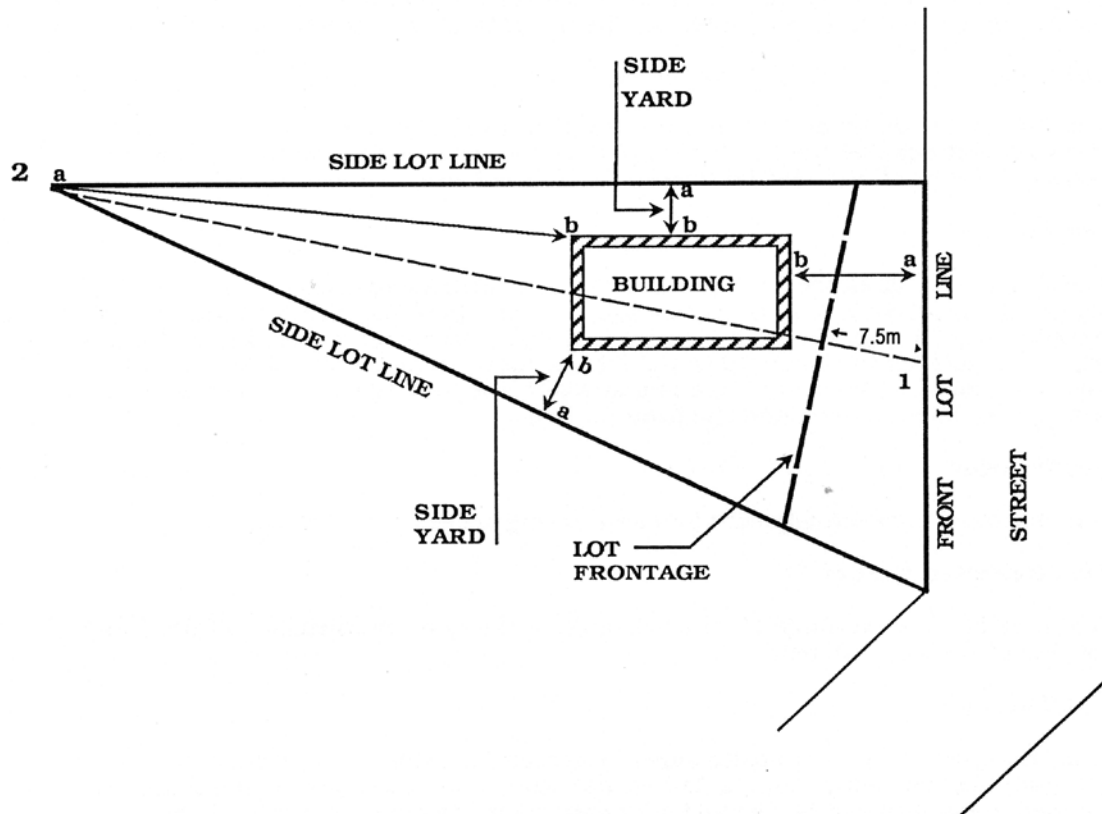 SIDE
YARD
SIDE LOT LINE
2
a
a
b
b
b
a
BUILDING
LINE
7.5m
SIDE LOT LINE
b
1
LOT
a
FRONT
STREET
SIDE
YARD
LOT
FRONTAGE